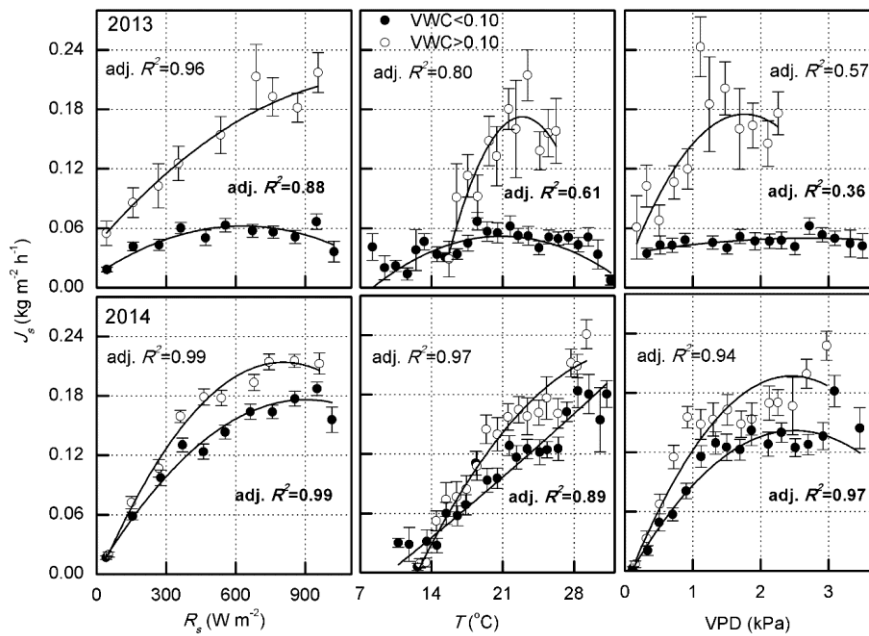 2013
adj. R²=0.96
adj. R²=0.88
VWC<0.10
VWC>0.10
adj. R²=0.80
adj. R²=0.61
adj. R²=0.57
adj. R²=0.36
0.24
0.18
0.12
0.06
0.00
2014
adj. R²=0.99
adj. R²=0.99
adj. R²=0.97
adj. R²=0.89
adj. R²=0.94
adj. R²=0.97
0.24
0.18
0.12
0.06
0.00
Js (kg m-2 h-1)
0 300 600 900
7 14 21 28
0 1 2 3
Rs (W m-2)
T (°C)
VPD (kPa)